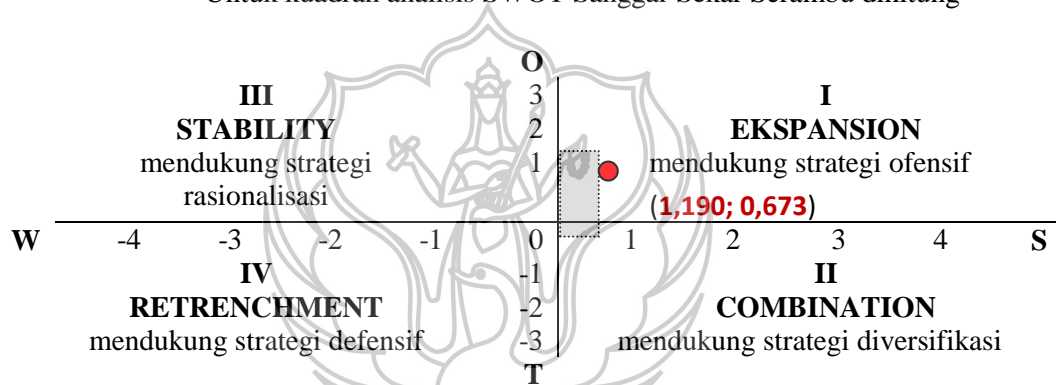 Untuk kuadran analisis SWOT Sanggar Sekar Serambu dihitung
O
III
STABILITY
mendukung strategi
rasionalisasi
3
2
1
I
EKSPANSION
mendukung strategi ofensif
(1,190; 0,673)
W -4 -3 -2 -1 0 1 2 3 4 S
IV
RETRENCHMENT
mendukung strategi defensif
-1
-2
-3
II
COMBINATION
mendukung strategi diversifikasi
T